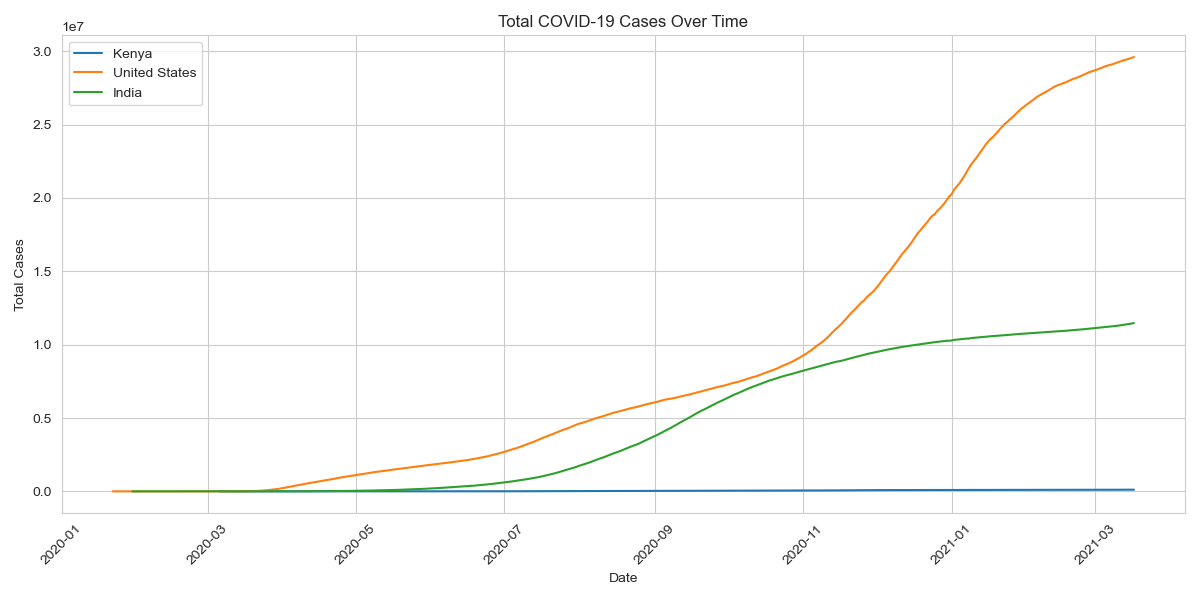 Total COVID-19 Cases Over Time
1e7
Kenya
United States
India
3.0
2.5
2.0
1.5
1.0
0.5
0.0
Total Cases
2020-01
2020-03
2020-05
2020-07
2020-09
2020-11
2021-01
2021-03
Date